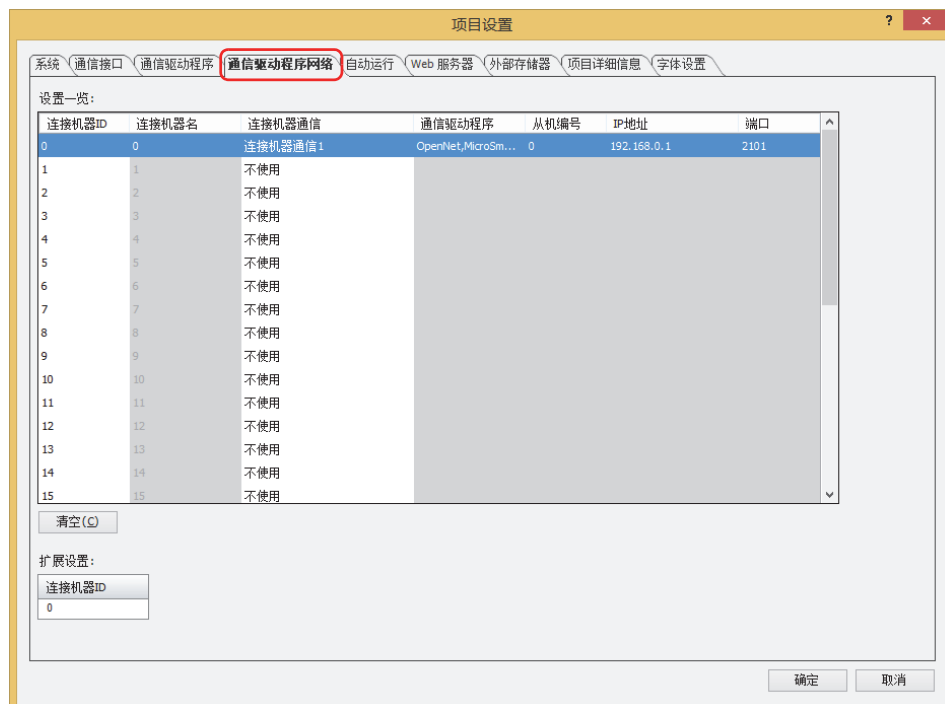 项目设置
? ×
系统 通信接口 通信驱动程序 通信驱动程序网络 自动运行 Web 服务器 外部存储器 项目详细信息 字体设置
设置一览:
连接机器ID 连接机器名 连接机器通信 通信驱动程序 从机编号 IP地址 端口
0 0 连接机器通信1 OpenNet,MicroSm... 0 192.168.0.1 2101
1 1 不使用
2 2 不使用
3 3 不使用
4 4 不使用
5 5 不使用
6 6 不使用
7 7 不使用
8 8 不使用
9 9 不使用
10 10 不使用
11 11 不使用
12 12 不使用
13 13 不使用
14 14 不使用
15 15 不使用
清空(C)
扩展设置:
连接机器ID
0
确定 取消